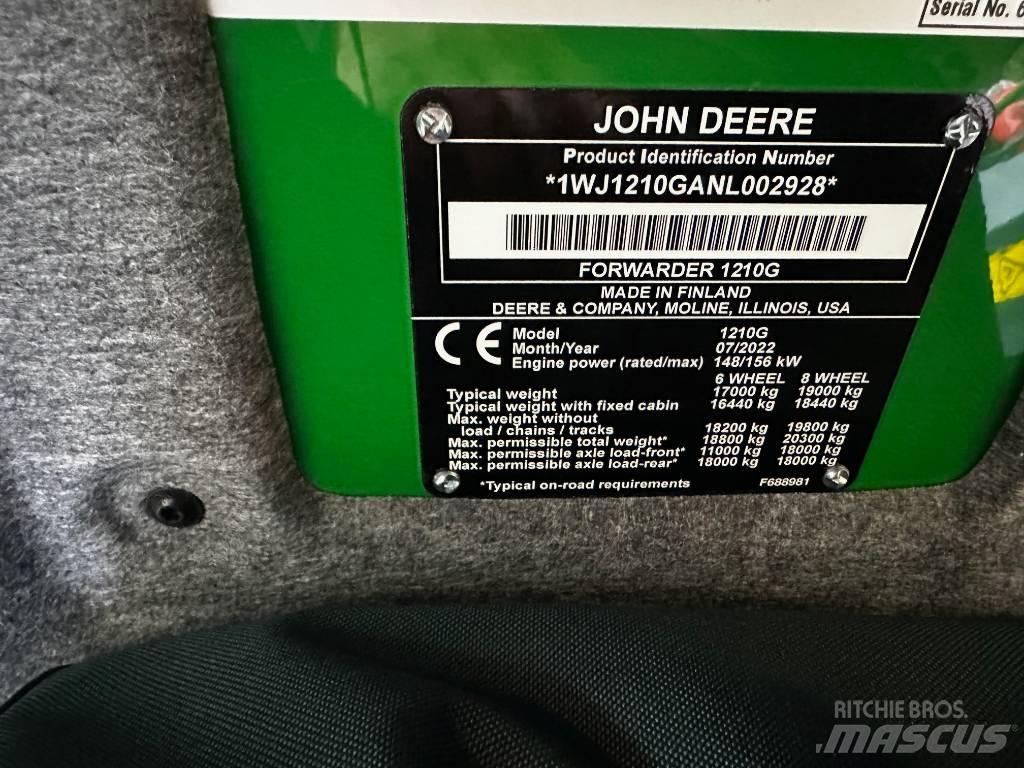 Serial No. 6
JOHN DEERE
Product Identification Number
*1WJ1210GANL002928*
FORWARDER 1210G
MADE IN FINLAND
DEERE & COMPANY, MOLINE, ILLINOIS, USA
CE Model 1210G
Month/Year 07/2022
Engine power (rated/max) 148/156 kW
6 WHEEL 8 WHEEL
Typical weight 17000 kg 19000 kg
Typical weight with fixed cabin 16440 kg 18440 kg
Max. weight without
load / chains / tracks 18200 kg 19800 kg
Max. permissible total weight* 18800 kg 20300 kg
Max. permissible axle load-front* 11000 kg 18000 kg
Max. permissible axle load-rear* 18000 kg 18000 kg
*Typical on-road requirements F688981
RITCHIE BROS.
MASCUS